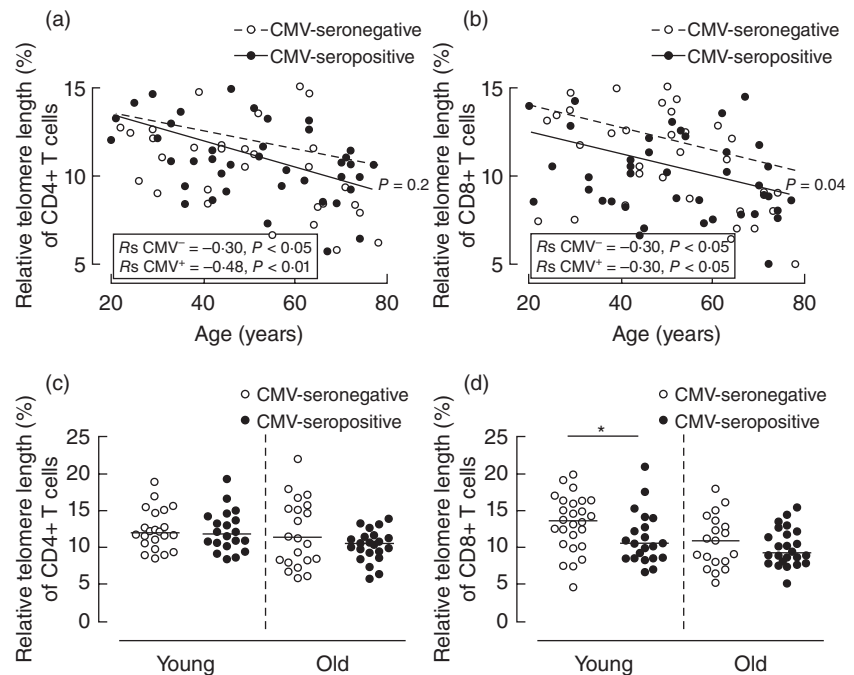 (a)
CMV-seronegative
CMV-seropositive
Relative telomere length (%)
of CD4+ T cells
15
10
5
P = 0.2
Rs CMV⁻ = −0·30, P < 0·05
Rs CMV⁺ = −0·48, P < 0·01
20 40 60 80
Age (years)
(b)
CMV-seronegative
CMV-seropositive
Relative telomere length (%)
of CD8+ T cells
15
10
5
P = 0.04
Rs CMV⁻ = −0·30, P < 0·05
Rs CMV⁺ = −0·30, P < 0·05
20 40 60 80
Age (years)
(c)
CMV-seronegative
CMV-seropositive
Relative telomere length (%)
of CD4+ T cells
25
20
15
10
5
0
Young Old
(d)
CMV-seronegative
CMV-seropositive
Relative telomere length (%)
of CD8+ T cells
25
20
15
10
5
0
*
Young Old